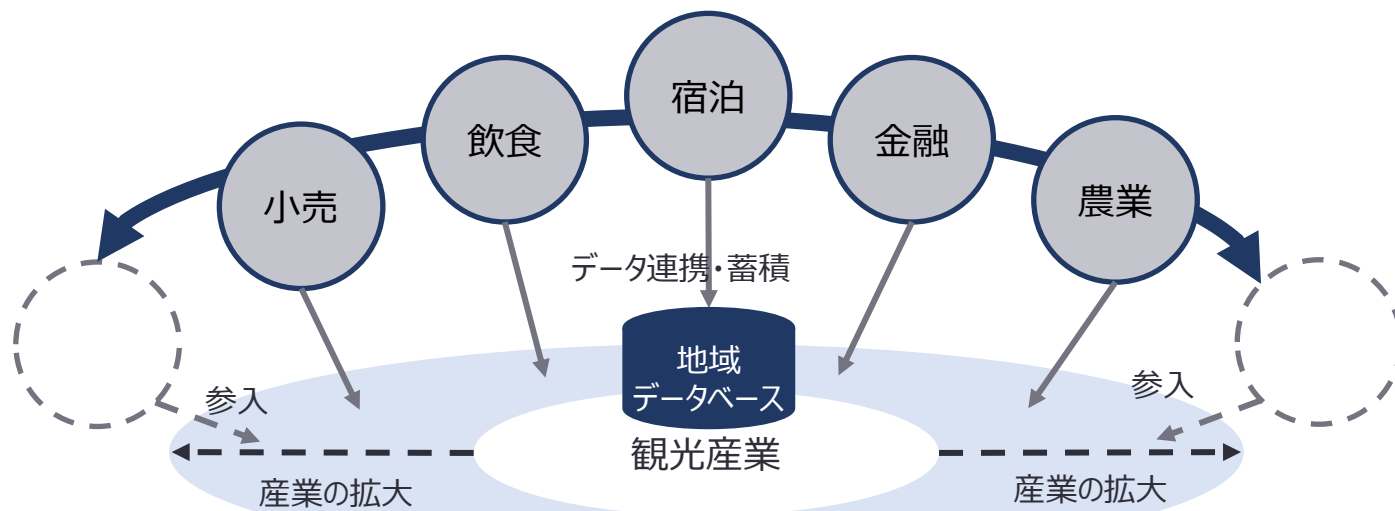 宿泊
飲食
金融
小売
農業
データ連携・蓄積
地域
データベース
参入
参入
観光産業
産業の拡大
産業の拡大